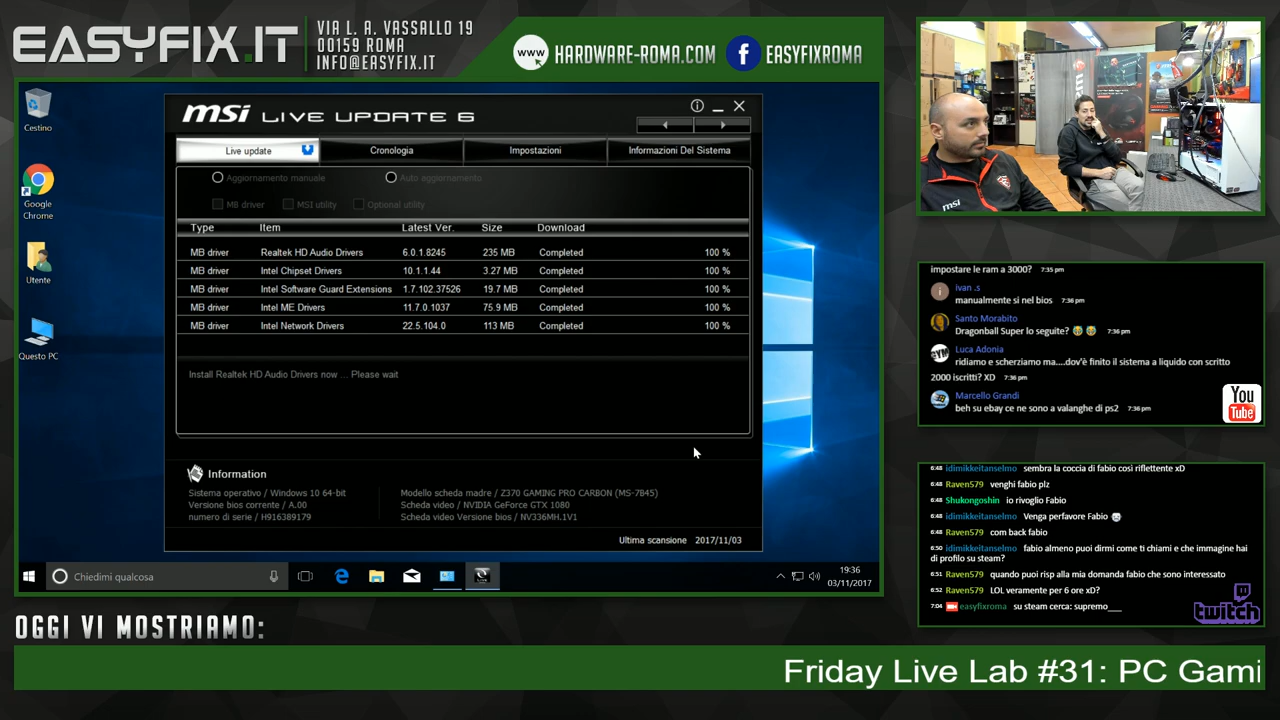 EASYFIX.IT
VIA L. A. VASSALLO 19
00159 ROMA
INFO@EASYFIX.IT
www
HARDWARE-ROMA.COM
f
EASYFIXROMA
Cestino
Google
Chrome
Utente
Questo PC
msi LIVE UPDATE 6
Live update
Cronologia
Impostazioni
Informazioni Del Sistema
Aggiornamento manuale
Auto aggiornamento
MB driver
MSI utility
Optional utility
Type Item Latest Ver. Size Download
MB driver Realtek HD Audio Drivers 6.0.1.8245 235 MB Completed 100 %
MB driver Intel Chipset Drivers 10.1.1.44 3.27 MB Completed 100 %
MB driver Intel Software Guard Extensions 1.7.102.37526 19.7 MB Completed 100 %
MB driver Intel ME Drivers 11.7.0.1037 75.9 MB Completed 100 %
MB driver Intel Network Drivers 22.5.104.0 113 MB Completed 100 %
Install Realtek HD Audio Drivers now ... Please wait
Information
Sistema operativo / Windows 10 64-bit
Versione bios corrente / A.00
numero di serie / H916389179
Modello scheda madre / Z370 GAMING PRO CARBON (MS-7B45)
Scheda video / NVIDIA GeForce GTX 1080
Scheda video Versione bios / NV336MH.1V1
Ultima scansione 2017/11/03
Chiedimi qualcosa
19:36
03/11/2017
msi
impostare le ram a 3000? 7:35 pm
Ivan .s
manualmente si nel bios 7:36 pm
Santo Morabito
Dragonball Super lo seguite? 😭 😭 7:36 pm
Luca Adonia
ridiamo e scherziamo ma....dov'è finito il sistema a liquido con scritto
2000 iscritti? XD 7:36 pm
Marcello Grandi
beh su ebay ce ne sono a valanghe di ps2 7:36 pm
You
Tube
6:48 idimikkeitanselmo sembra la coccia di fabio così riflettente xD
6:48 Raven579 venghi fabio plz
6:48 Shukongoshin io rivoglio Fabio
6:48 idimikkeitanselmo Venga perfavore Fabio
6:48 Raven579 com back fabio
6:50 idimikkeitanselmo fabio almeno puoi dirmi come ti chiami e che immagine hai
di profilo su steam?
6:51 Raven579 quando puoi risp alla mia domanda fabio che sono interessato
6:52 Raven579 LOL veramente per 6 ore xD?
7:04 easyfixroma su steam cerca: supremo___
twitch
OGGI VI MOSTRIAMO:
Friday Live Lab #31: PC Gami